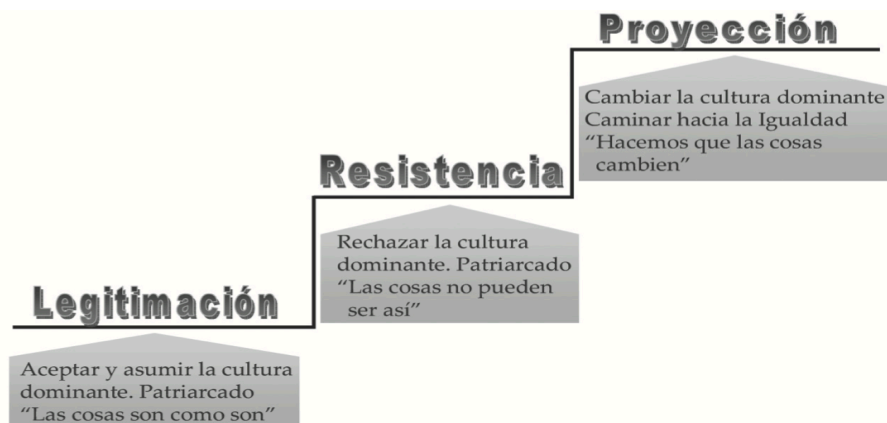 Proyección
Cambiar la cultura dominante
Caminar hacia la Igualdad
“Hacemos que las cosas
cambien”
Resistencia
Rechazar la cultura
dominante. Patriarcado
“Las cosas no pueden
ser así”
Legitimación
Aceptar y asumir la cultura
dominante. Patriarcado
“Las cosas son como son”